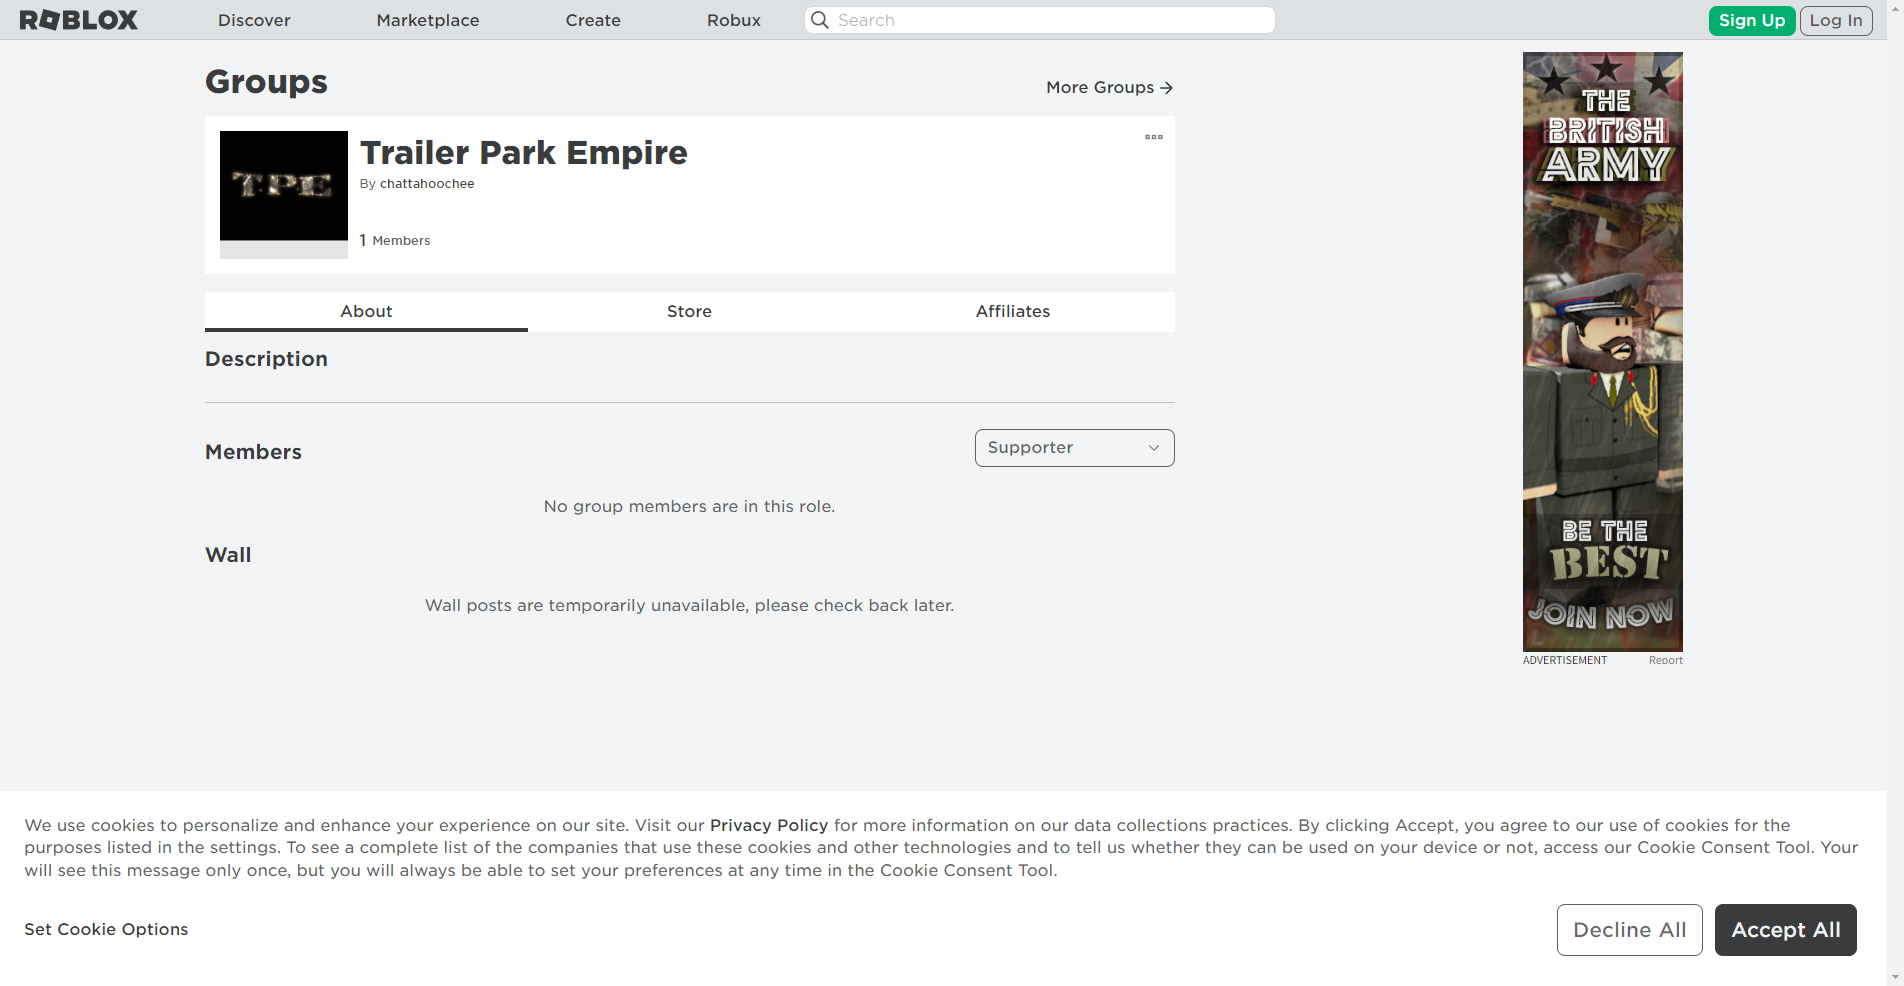 ROBLOX
Discover
Marketplace
Create
Robux
Search
Sign Up
Log In
Groups
More Groups
TPE
Trailer Park Empire
By chattahoochee
1 Members
About
Store
Affiliates
Description
Members
Supporter
No group members are in this role.
Wall
Wall posts are temporarily unavailable, please check back later.
THE
BRITISH
ARMY
BE THE
BEST
JOIN NOW
ADVERTISEMENT
Report
We use cookies to personalize and enhance your experience on our site. Visit our Privacy Policy for more information on our data collections practices. By clicking Accept, you agree to our use of cookies for the
purposes listed in the settings. To see a complete list of the companies that use these cookies and other technologies and to tell us whether they can be used on your device or not, access our Cookie Consent Tool. Your
will see this message only once, but you will always be able to set your preferences at any time in the Cookie Consent Tool.
Set Cookie Options
Decline All
Accept All